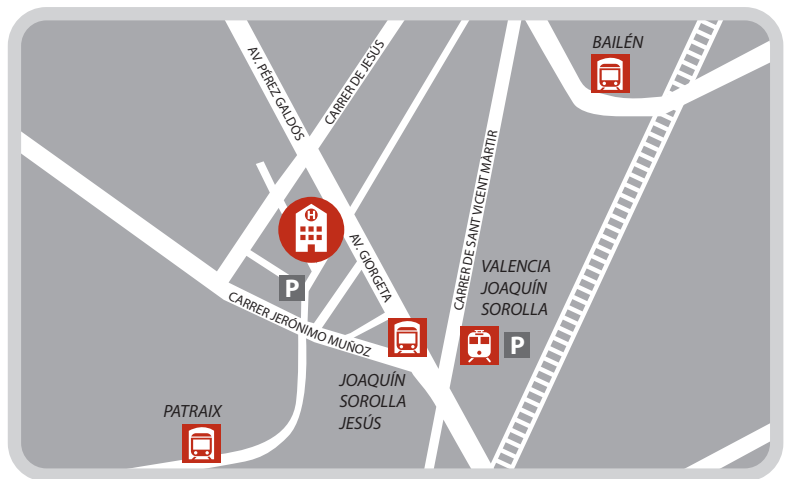 BAILÉN
AV. PÉREZ GALDÓS
CARRER DE JESÚS
CARRER DE SANT VICENT MÀRTIR
H
AV. GIORGETA
VALENCIA
JOAQUÍN
SOROLLA
P
CARRER JERÓNIMO MUÑOZ
P
JOAQUÍN
SOROLLA
JESÚS
PATRAIX